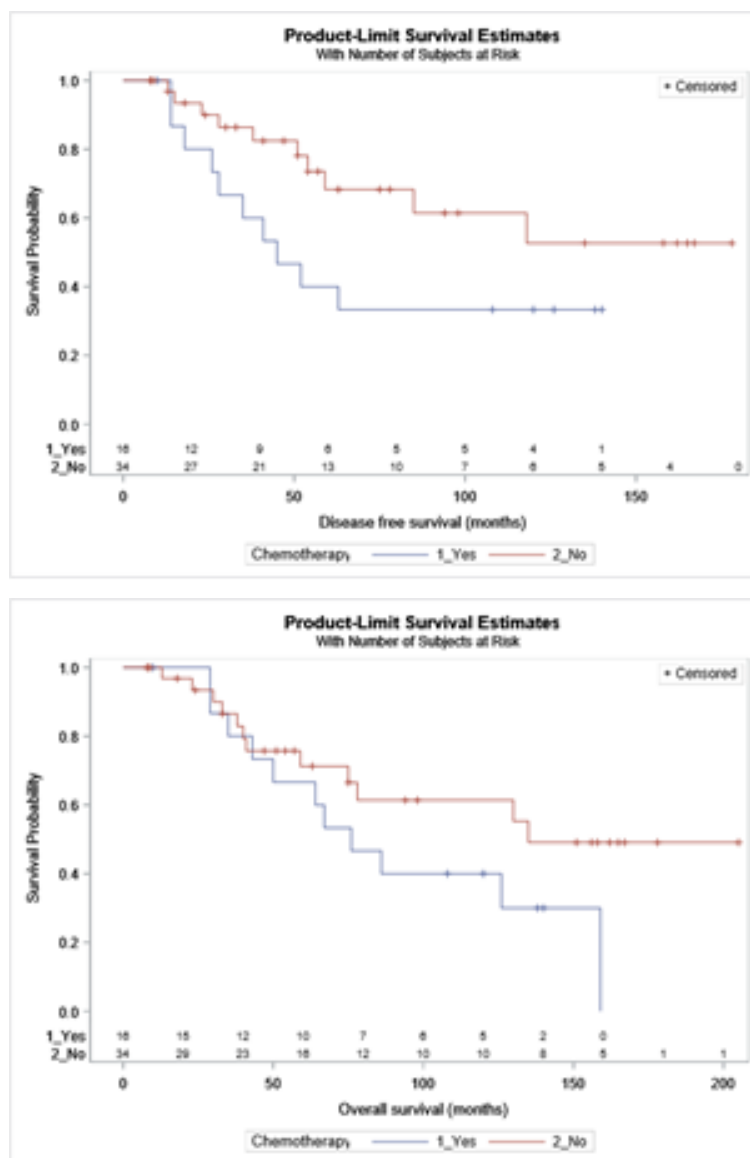 Product-Limit Survival Estimates
With Number of Subjects at Risk
+ Censored
1.0
0.8
0.6
0.4
0.2
0.0
Survival Probability
1_Yes 16 12 9 6 5 5 4 1
2_No 34 27 21 13 10 7 6 5 4 0
0 50 100 150
Disease free survival (months)
Chemotherapy 1_Yes 2_No
Product-Limit Survival Estimates
With Number of Subjects at Risk
+ Censored
1.0
0.8
0.6
0.4
0.2
0.0
Survival Probability
1_Yes 16 15 12 10 7 6 5 2 0
2_No 34 29 23 16 12 10 10 8 5 1 1
0 50 100 150 200
Overall survival (months)
Chemotherapy 1_Yes 2_No